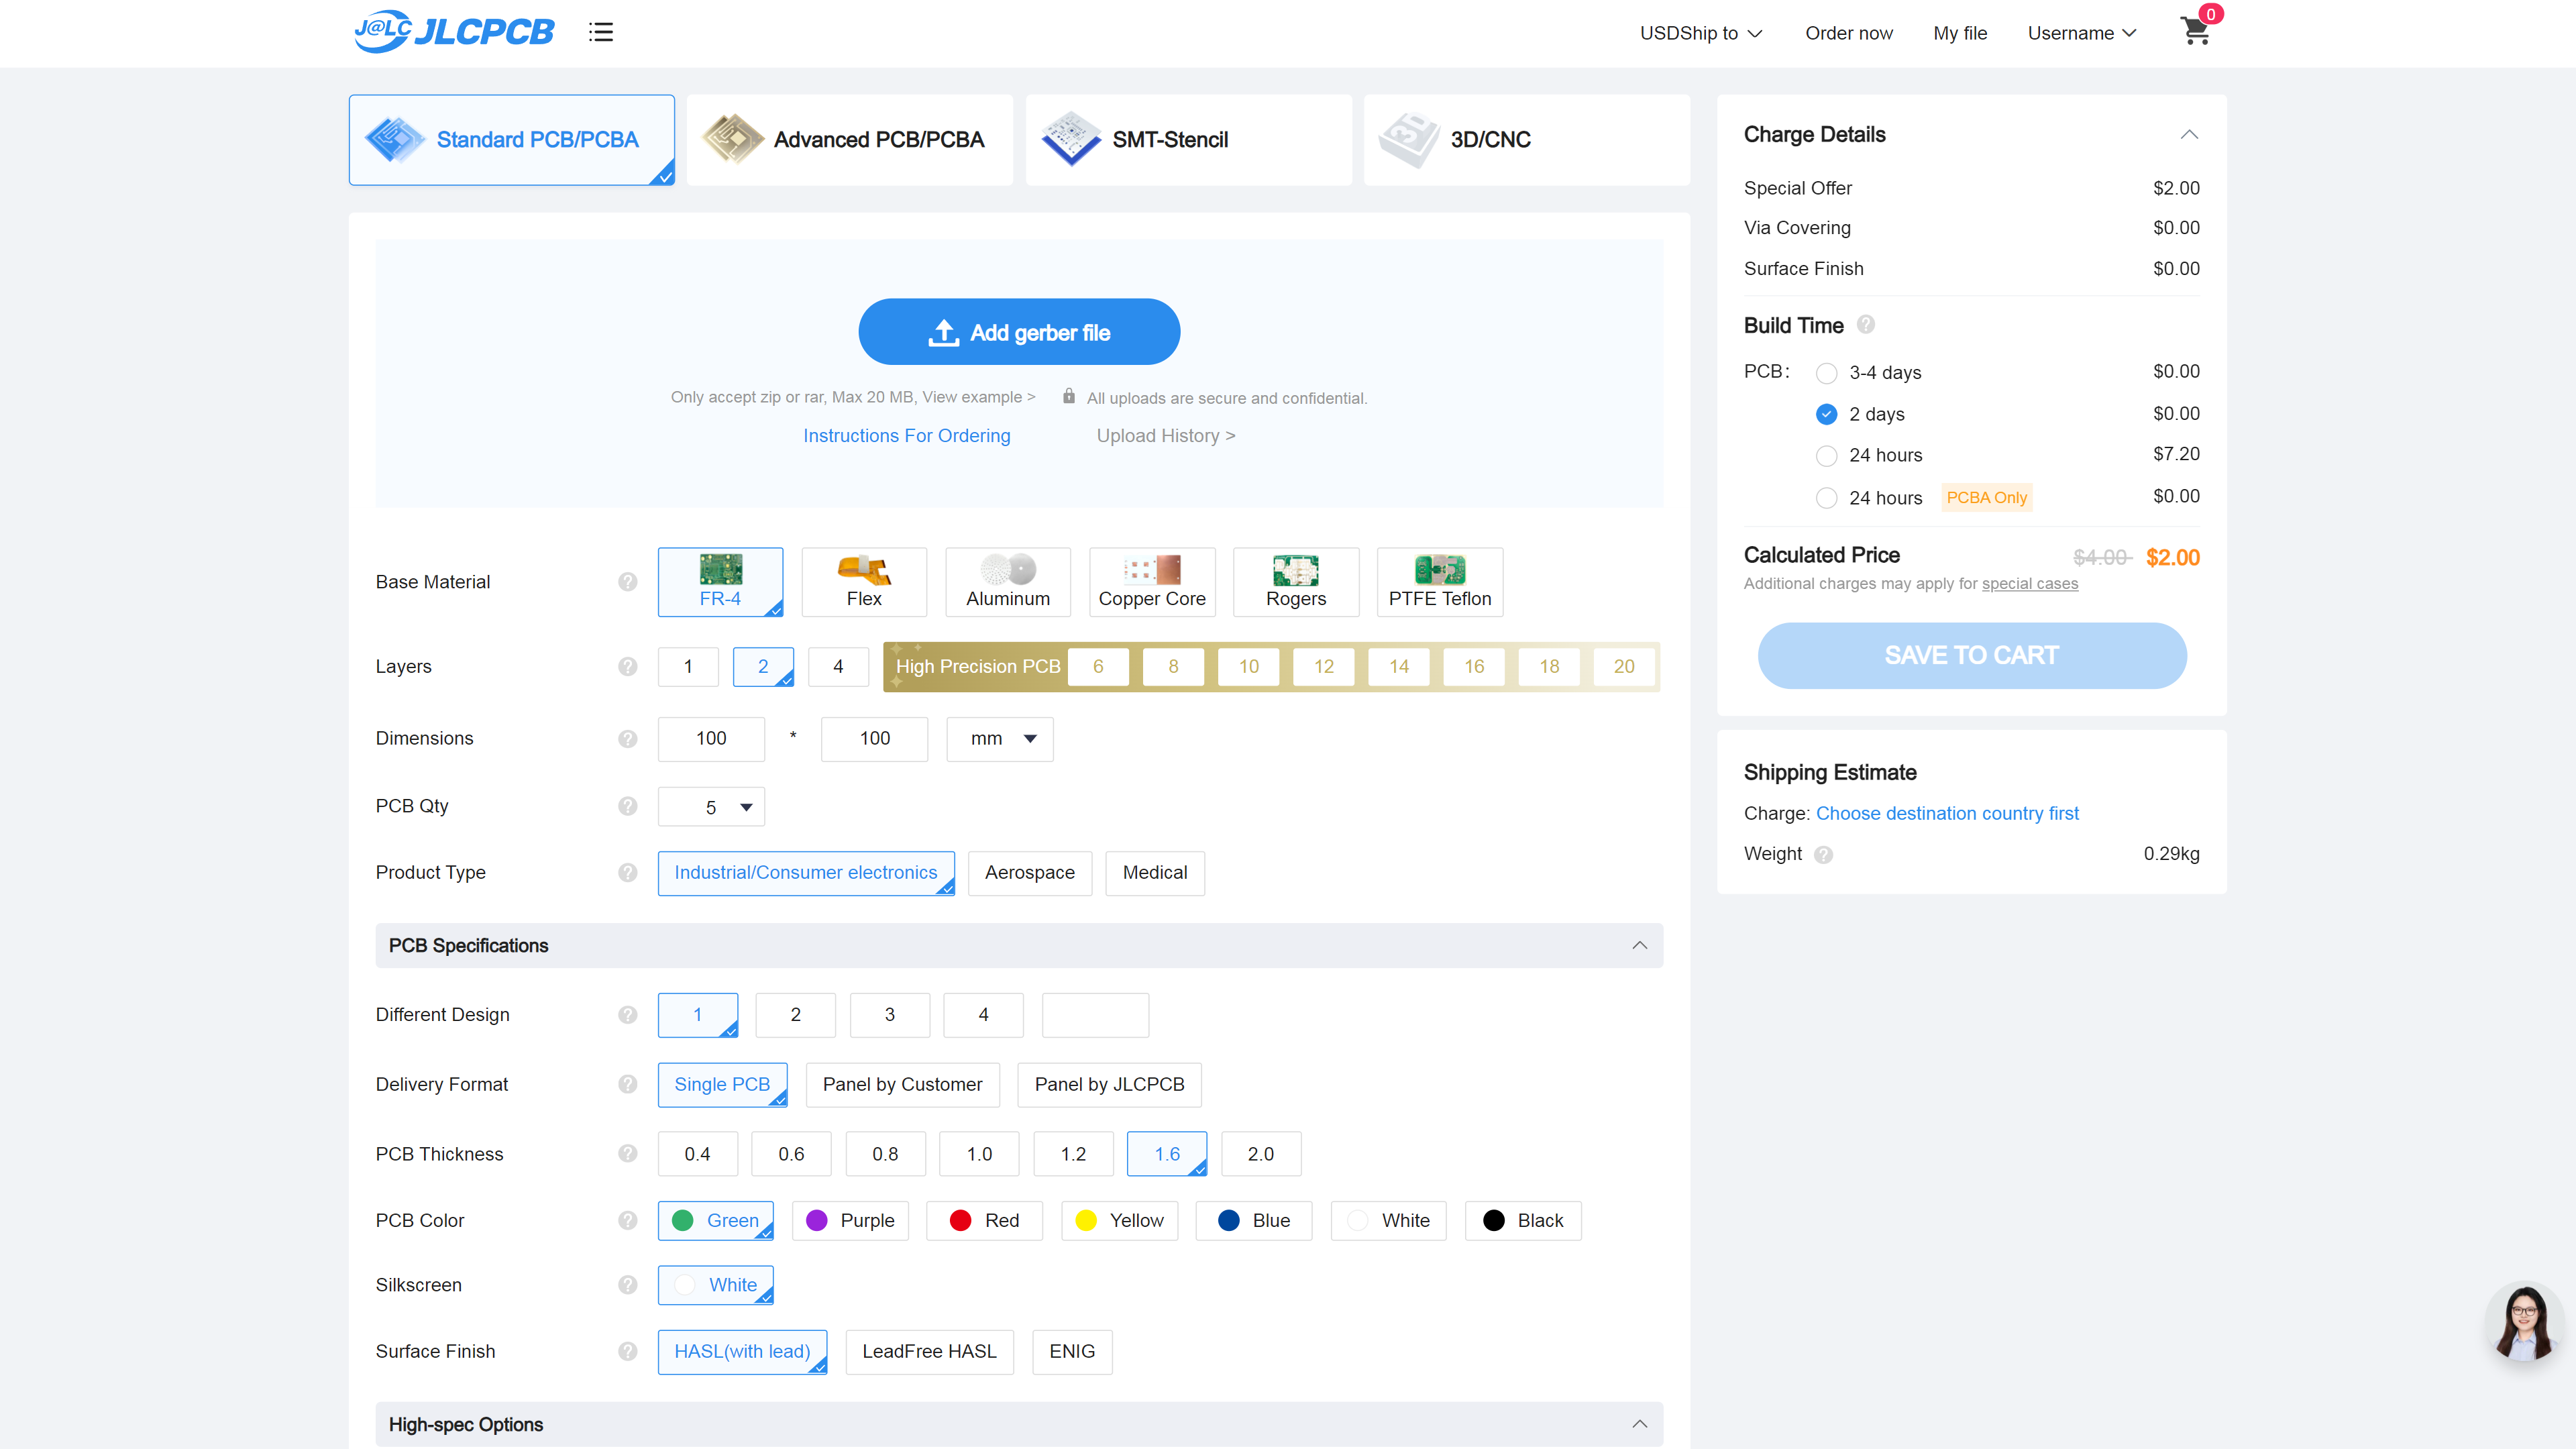 J@LC JLCPCB
USDShip to
Order now
My file
Username
0
Standard PCB/PCBA
Advanced PCB/PCBA
SMT-Stencil
3D
3D/CNC
Add gerber file
Only accept zip or rar, Max 20 MB, View example >
All uploads are secure and confidential.
Instructions For Ordering
Upload History >
Base Material ?
FR-4
Flex
Aluminum
Copper Core
Rogers
PTFE Teflon
Layers ? 1 2 4 High Precision PCB 6 8 10 12 14 16 18 20
Dimensions ? 100 * 100 mm
PCB Qty ? 5
Product Type ? Industrial/Consumer electronics Aerospace Medical
PCB Specifications
Different Design ? 1 2 3 4
Delivery Format ? Single PCB Panel by Customer Panel by JLCPCB
PCB Thickness ? 0.4 0.6 0.8 1.0 1.2 1.6 2.0
PCB Color ? Green Purple Red Yellow Blue White Black
Silkscreen ? White
Surface Finish ? HASL(with lead) LeadFree HASL ENIG
High-spec Options
Charge Details
Special Offer $2.00
Via Covering $0.00
Surface Finish $0.00
Build Time ?
PCB: 3-4 days $0.00
2 days $0.00
24 hours $7.20
24 hours PCBA Only $0.00
Calculated Price $4.00 $2.00
Additional charges may apply for special cases
SAVE TO CART
Shipping Estimate
Charge: Choose destination country first
Weight ? 0.29kg